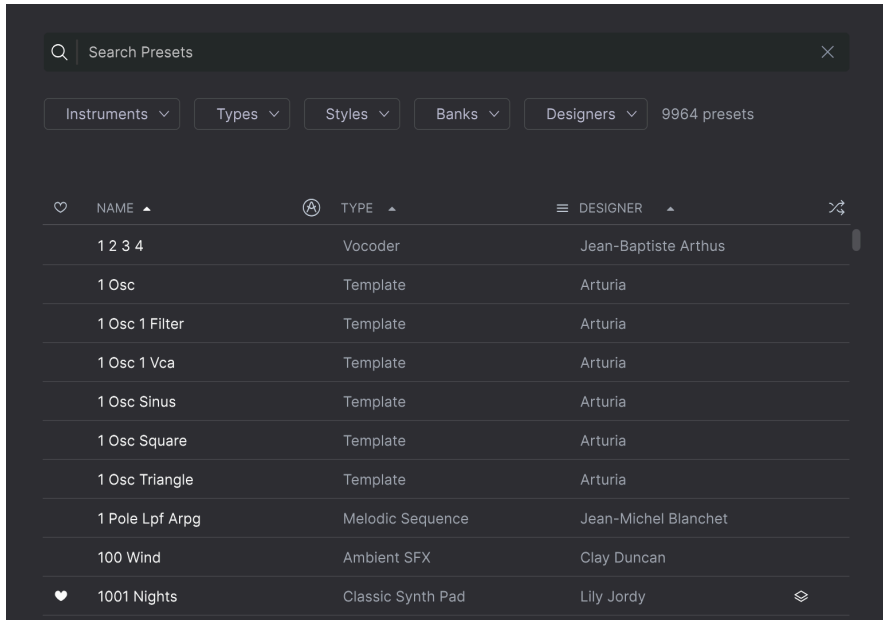 Search Presets
Instruments Types Styles Banks Designers 9964 presets
NAME TYPE DESIGNER
1 2 3 4 Vocoder Jean-Baptiste Arthus
1 Osc Template Arturia
1 Osc 1 Filter Template Arturia
1 Osc 1 Vca Template Arturia
1 Osc Sinus Template Arturia
1 Osc Square Template Arturia
1 Osc Triangle Template Arturia
1 Pole Lpf Arpg Melodic Sequence Jean-Michel Blanchet
100 Wind Ambient SFX Clay Duncan
1001 Nights Classic Synth Pad Lily Jordy